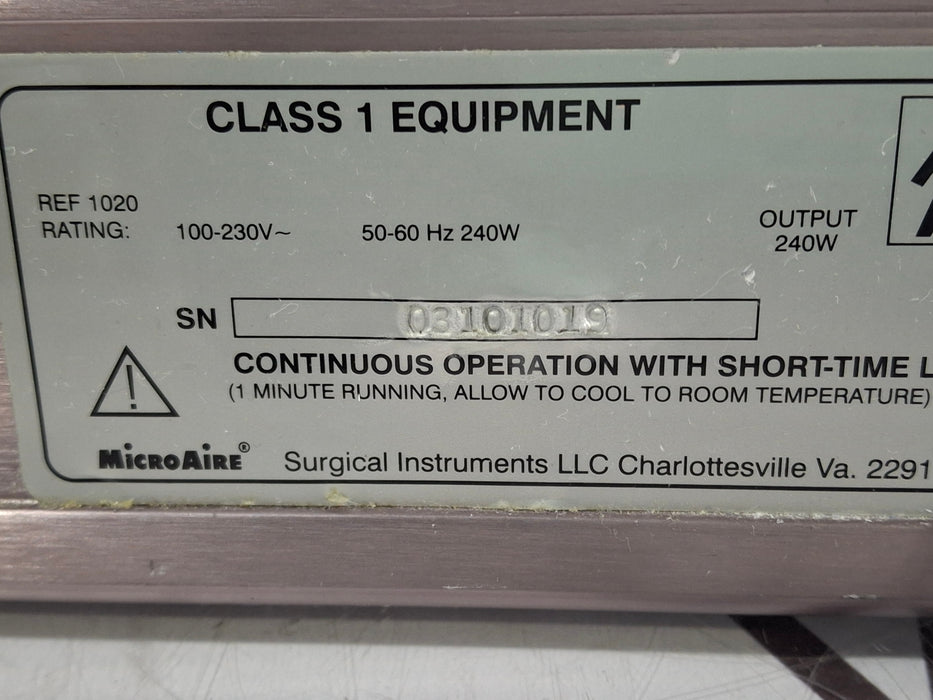 CLASS 1 EQUIPMENT
REF 1020
RATING: 100-230V~ 50-60 Hz 240W
OUTPUT
240W
SN 03101019
CONTINUOUS OPERATION WITH SHORT-TIME L
(1 MINUTE RUNNING, ALLOW TO COOL TO ROOM TEMPERATURE)
!
MICROAIRE® Surgical Instruments LLC Charlottesville Va. 2291